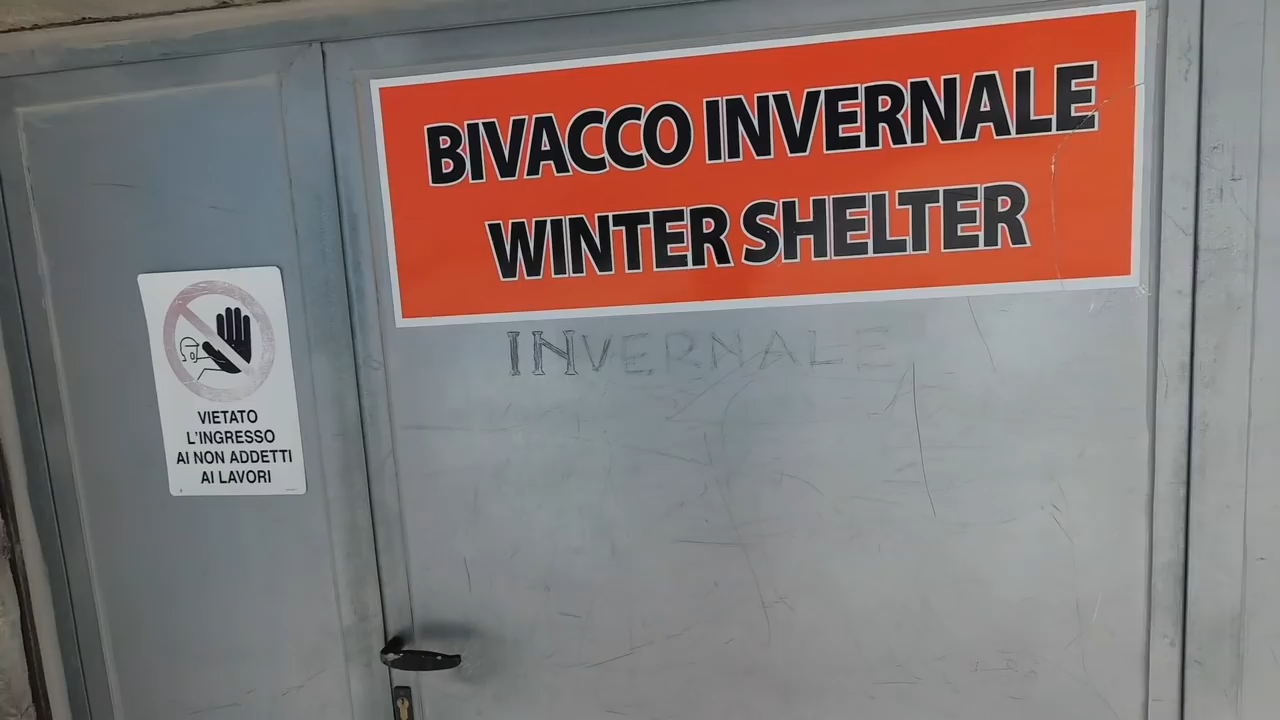 BIVACCO INVERNALE
WINTER SHELTER
INVERNALE
VIETATO
L'INGRESSO
AI NON ADDETTI
AI LAVORI